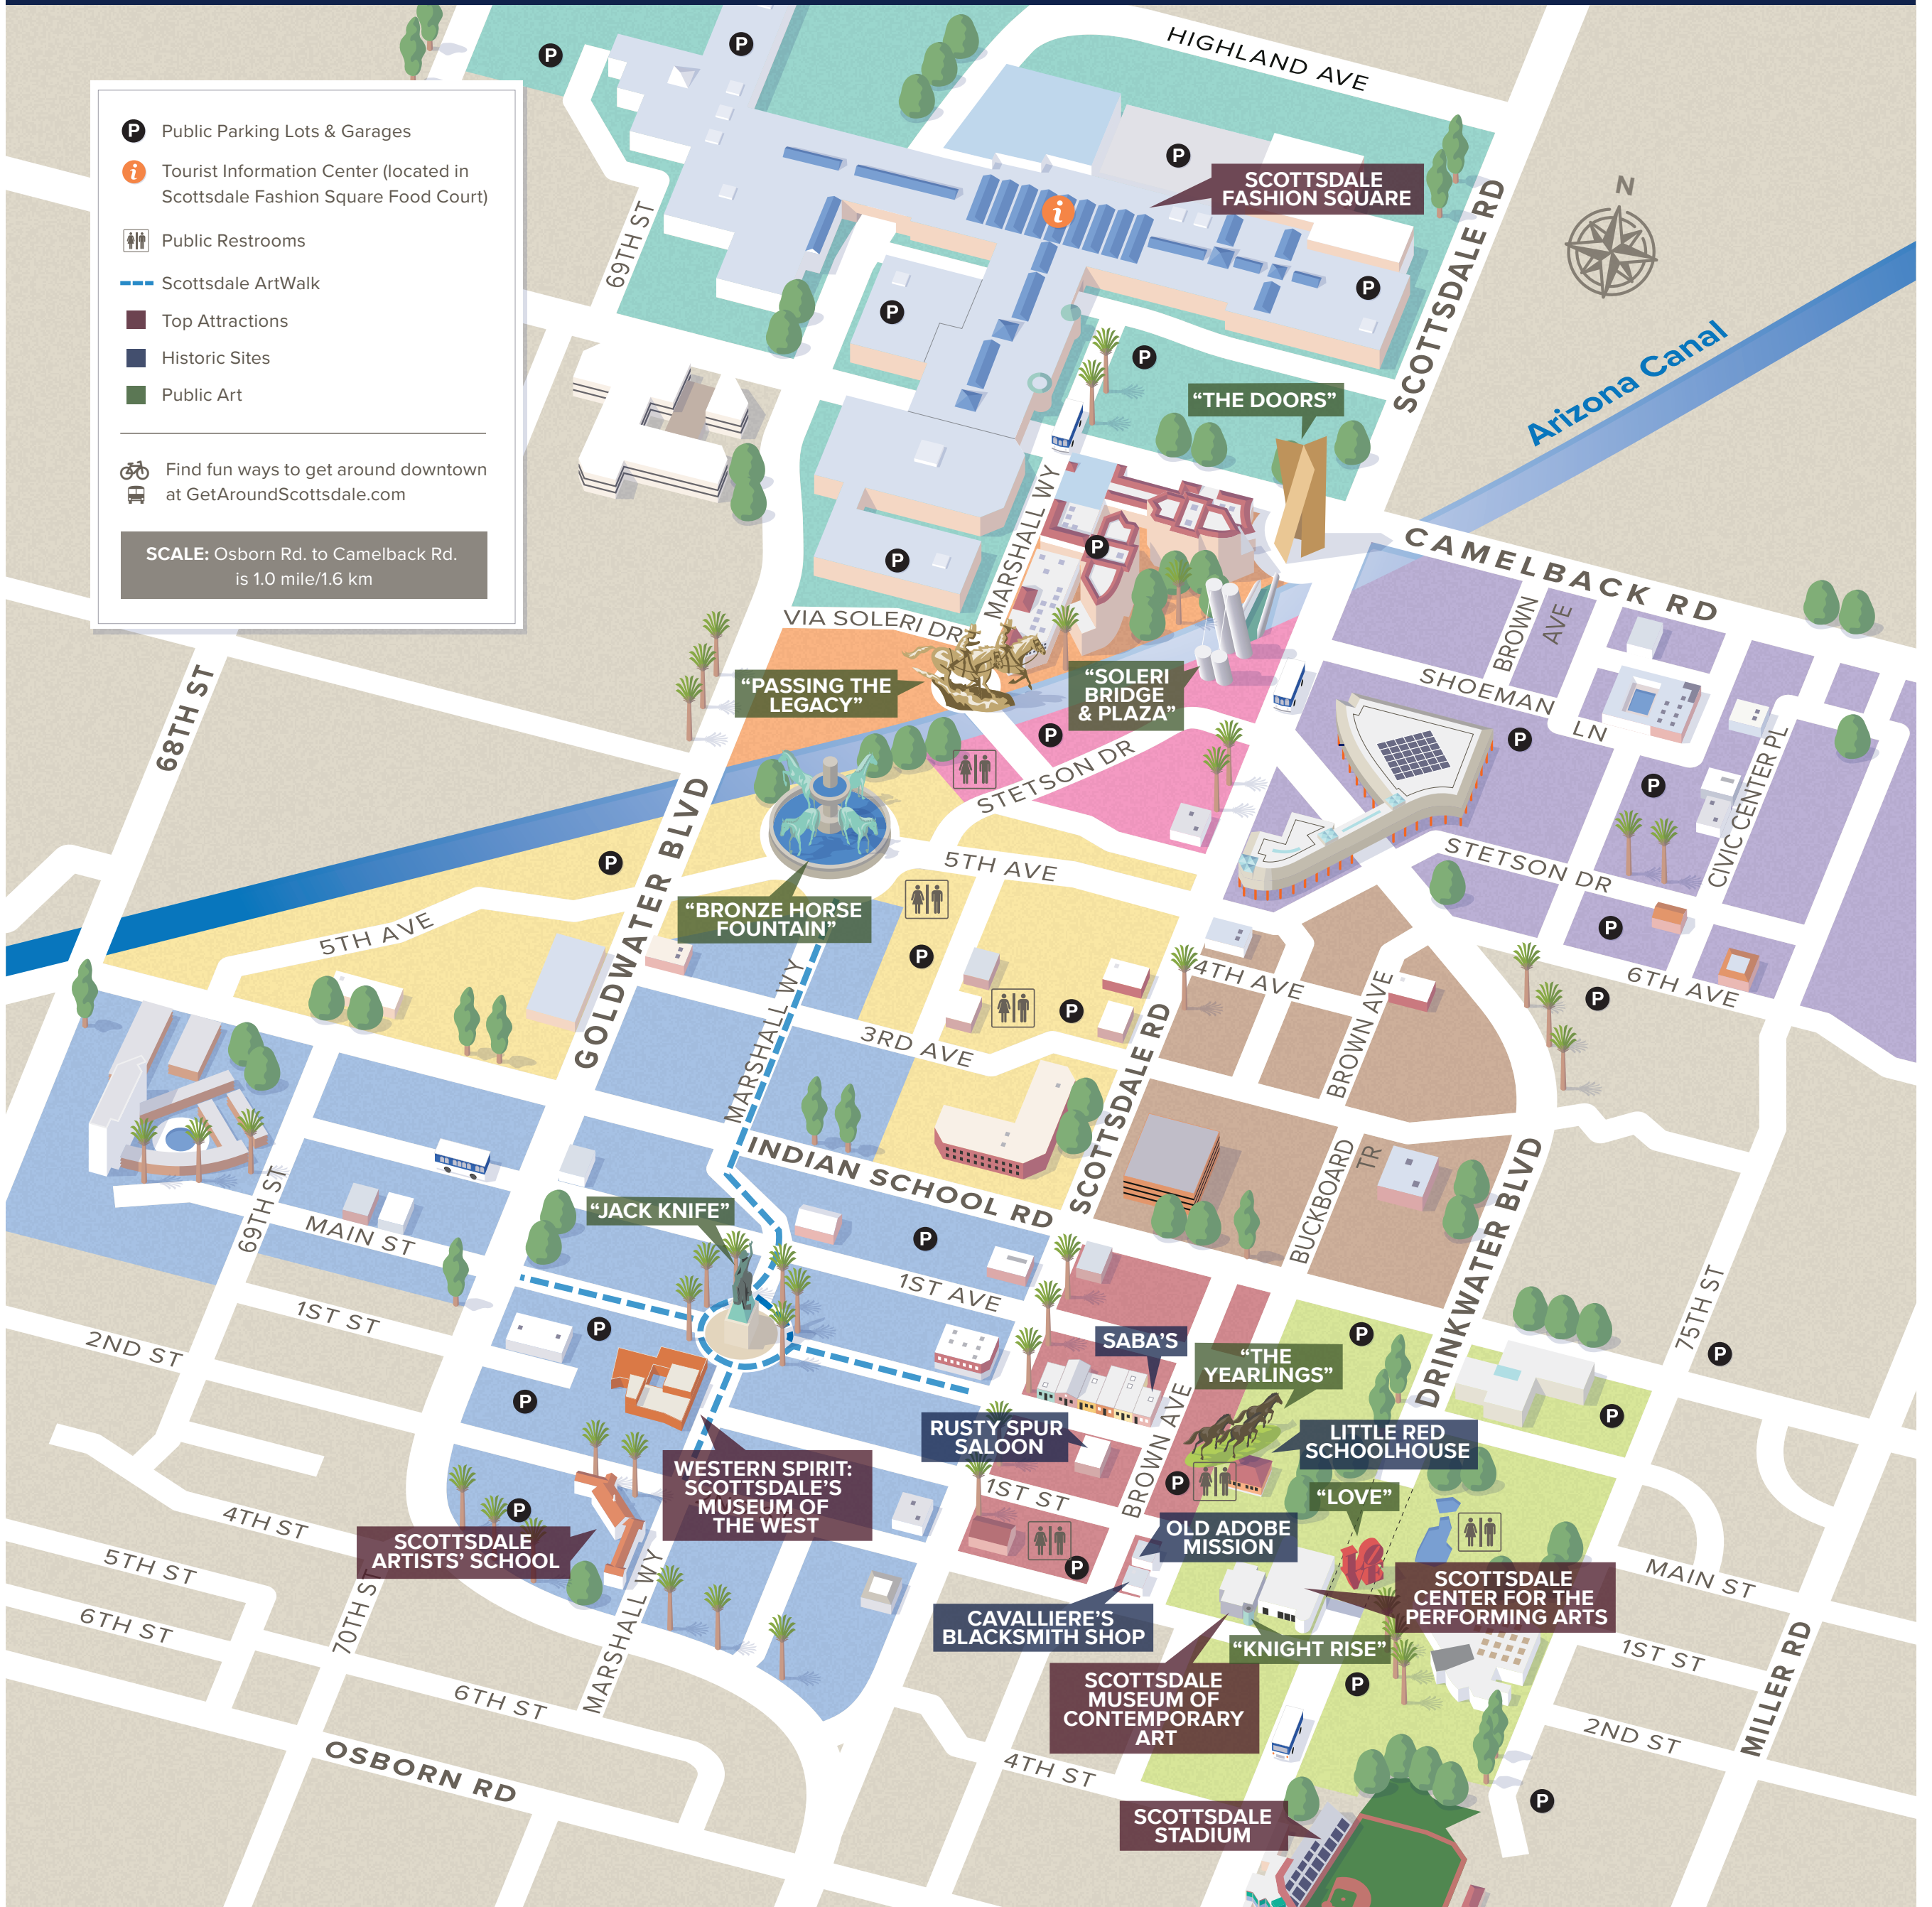 HIGHLAND AVE
P
P
P
P Public Parking Lots & Garages
i Tourist Information Center (located in
Scottsdale Fashion Square Food Court)
Public Restrooms
Scottsdale ArtWalk
Top Attractions
Historic Sites
Public Art
Find fun ways to get around downtown
at GetAroundScottsdale.com
SCALE: Osborn Rd. to Camelback Rd.
is 1.0 mile/1.6 km
SCOTTSDALE
FASHION SQUARE
i
N
69TH ST
SCOTTSDALE RD
P
P
P
Arizona Canal
"THE DOORS"
MARSHALL WY
P
P
CAMELBACK RD
VIA SOLERI DR
BROWN
AVE
68TH ST
"PASSING THE
LEGACY"
"SOLERI
BRIDGE
& PLAZA"
SHOEMAN
LN
P
P
P
STETSON DR
CIVIC CENTER PL
GOLDWATER BLVD
P
5TH AVE
STETSON DR
5TH AVE
"BRONZE HORSE
FOUNTAIN"
P
P
4TH AVE
6TH AVE
P
P
MARSHALL WY
3RD AVE
SCOTTSDALE RD
BROWN AVE
INDIAN SCHOOL RD
BUCKBOARD
TR
DRINKWATER BLVD
69TH ST
MAIN ST
"JACK KNIFE"
P
1ST AVE
1ST ST
2ND ST
P
75TH ST
P
P
SABA'S
"THE
YEARLINGS"
P
P
BROWN AVE
RUSTY SPUR
SALOON
LITTLE RED
SCHOOLHOUSE
WESTERN SPIRIT:
SCOTTSDALE'S
MUSEUM OF
THE WEST
P
1ST ST
"LOVE"
P
4TH ST
SCOTTSDALE
ARTISTS' SCHOOL
OLD ADOBE
MISSION
P
5TH ST
70TH ST
MARSHALL WY
MAIN ST
SCOTTSDALE
CENTER FOR THE
PERFORMING ARTS
CAVALLIERE'S
BLACKSMITH SHOP
6TH ST
"KNIGHT RISE"
1ST ST
MILLER RD
SCOTTSDALE
MUSEUM OF
CONTEMPORARY
ART
P
6TH ST
2ND ST
OSBORN RD
4TH ST
P
SCOTTSDALE
STADIUM